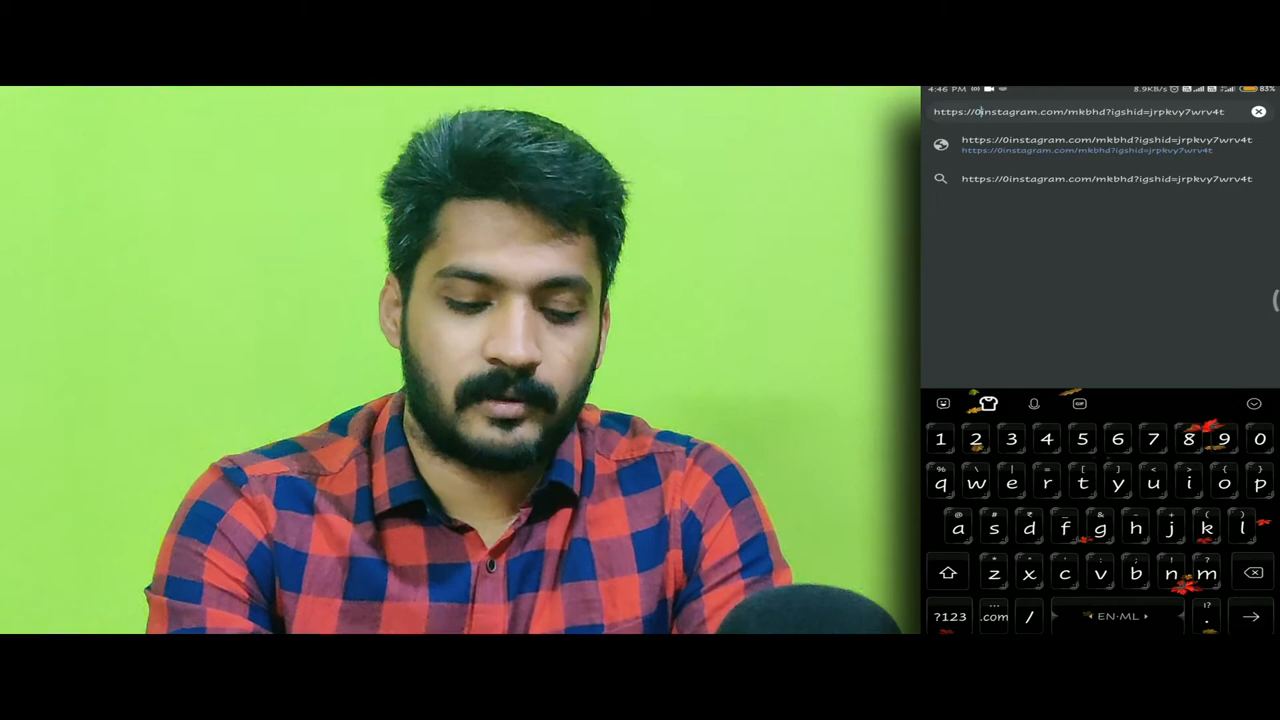 4:46 PM
8.9KB/s
83%
https://0instagram.com/mkbhd?igshid=jrpkvy7wrv4t
https://0instagram.com/mkbhd?igshid=jrpkvy7wrv4t
https://0instagram.com/mkbhd?igshid=jrpkvy7wrv4t
https://0instagram.com/mkbhd?igshid=jrpkvy7wrv4t
GIF
1 2 3 4 5 6 7 8 9 0
% \ | = [ ] < > { }
q w e r t y u i o p
@ # ₹ _ & - + ( )
a s d f g h j k l
* " ' : ; ! ?
z x c v b n m
?123 .com / EN·ML !? .